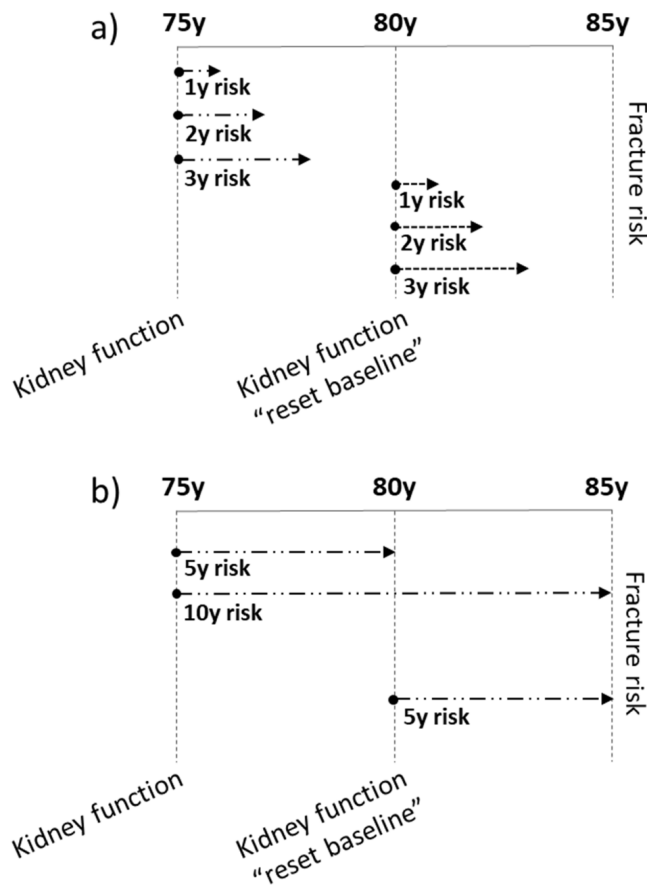 a)
75y 80y 85y
1y risk
2y risk
3y risk
1y risk
2y risk
3y risk
Fracture risk
Kidney function
Kidney function
“reset baseline”
b)
75y 80y 85y
5y risk
10y risk
5y risk
Fracture risk
Kidney function
Kidney function
“reset baseline”